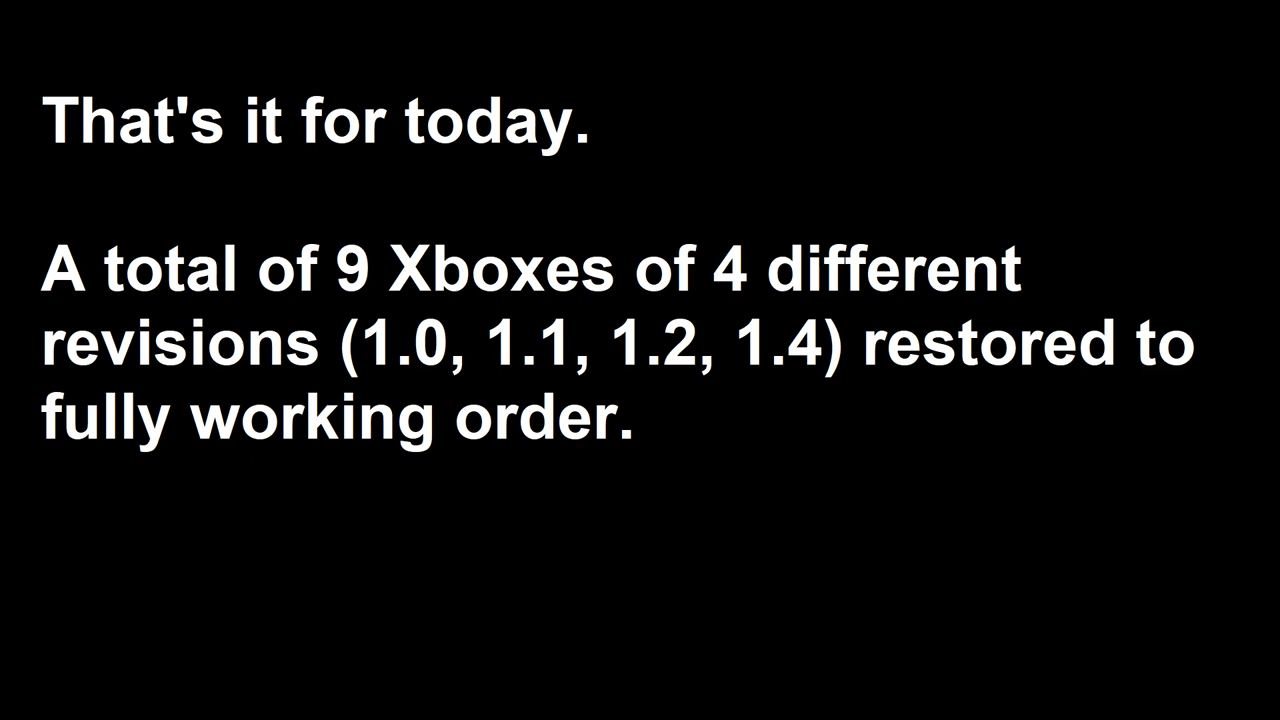 That's it for today.
A total of 9 Xboxes of 4 different
revisions (1.0, 1.1, 1.2, 1.4) restored to
fully working order.